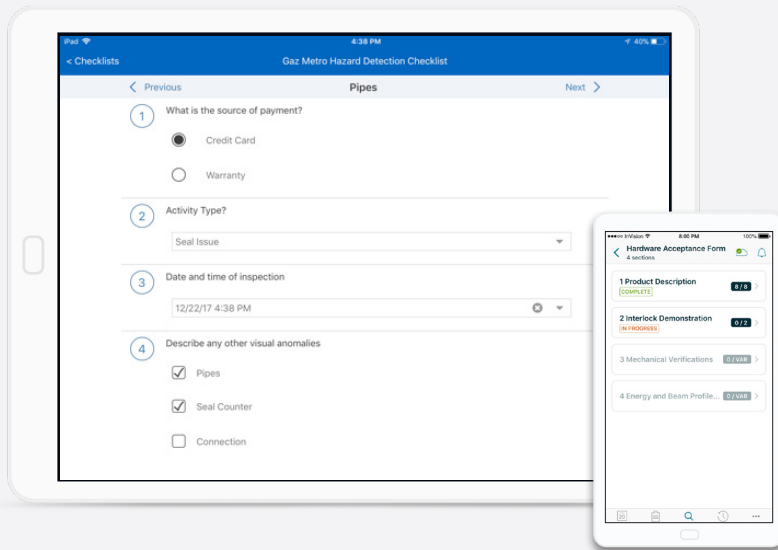 iPad 4:38 PM 40%
< Checklists Gaz Metro Hazard Detection Checklist
Previous Pipes Next
1 What is the source of payment?
Credit Card
Warranty
2 Activity Type?
Seal Issue
3 Date and time of inspection
12/22/17 4:38 PM
4 Describe any other visual anomalies
Pipes
Seal Counter
Connection
InVision 8:00 PM 100%
Hardware Acceptance Form
4 sections
1 Product Description 8 / 8
COMPLETE
2 Interlock Demonstration 0 / 2
IN PROGRESS
3 Mechanical Verifications 0 / VAR
4 Energy and Beam Profile... 0 / VAR
20